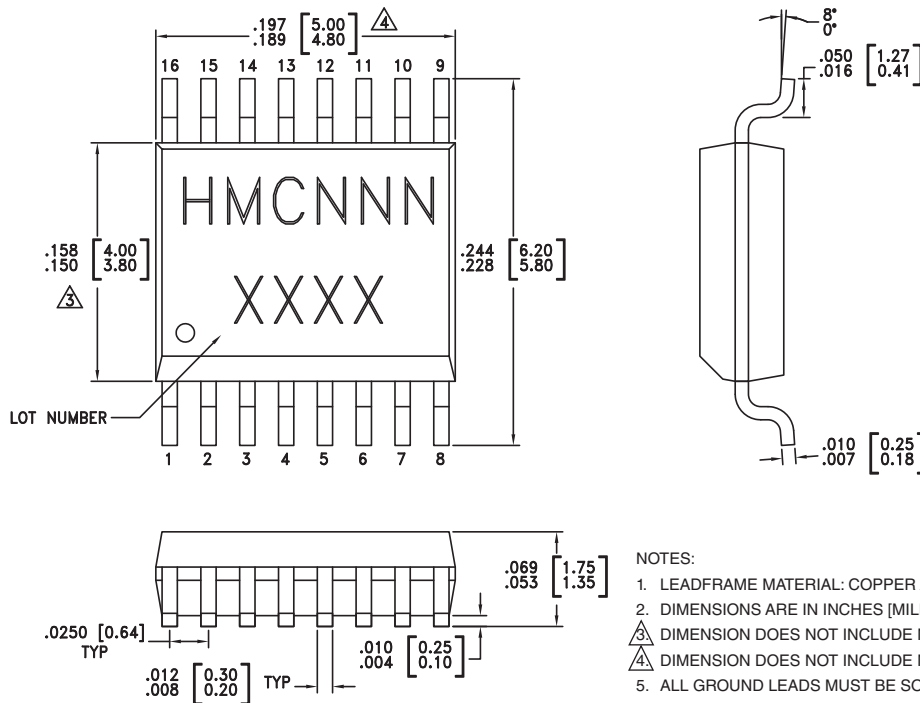 .197 [5.00] 4
.189 [4.80]
16 15 14 13 12 11 10 9
HMCNNN
XXXX
.158 [4.00]
.150 [3.80]
3
.244 [6.20]
.228 [5.80]
LOT NUMBER
1 2 3 4 5 6 7 8
8°
0°
.050 [1.27]
.016 [0.41]
.010 [0.25]
.007 [0.18]
.069 [1.75]
.053 [1.35]
.0250 [0.64]
TYP
.012 [0.30]
.008 [0.20]
TYP
.010 [0.25]
.004 [0.10]
NOTES:
1. LEADFRAME MATERIAL: COPPER
2. DIMENSIONS ARE IN INCHES
3. DIMENSION DOES NOT INCLUDE
4. DIMENSION DOES NOT INCLUDE
5. ALL GROUND LEADS MUST BE